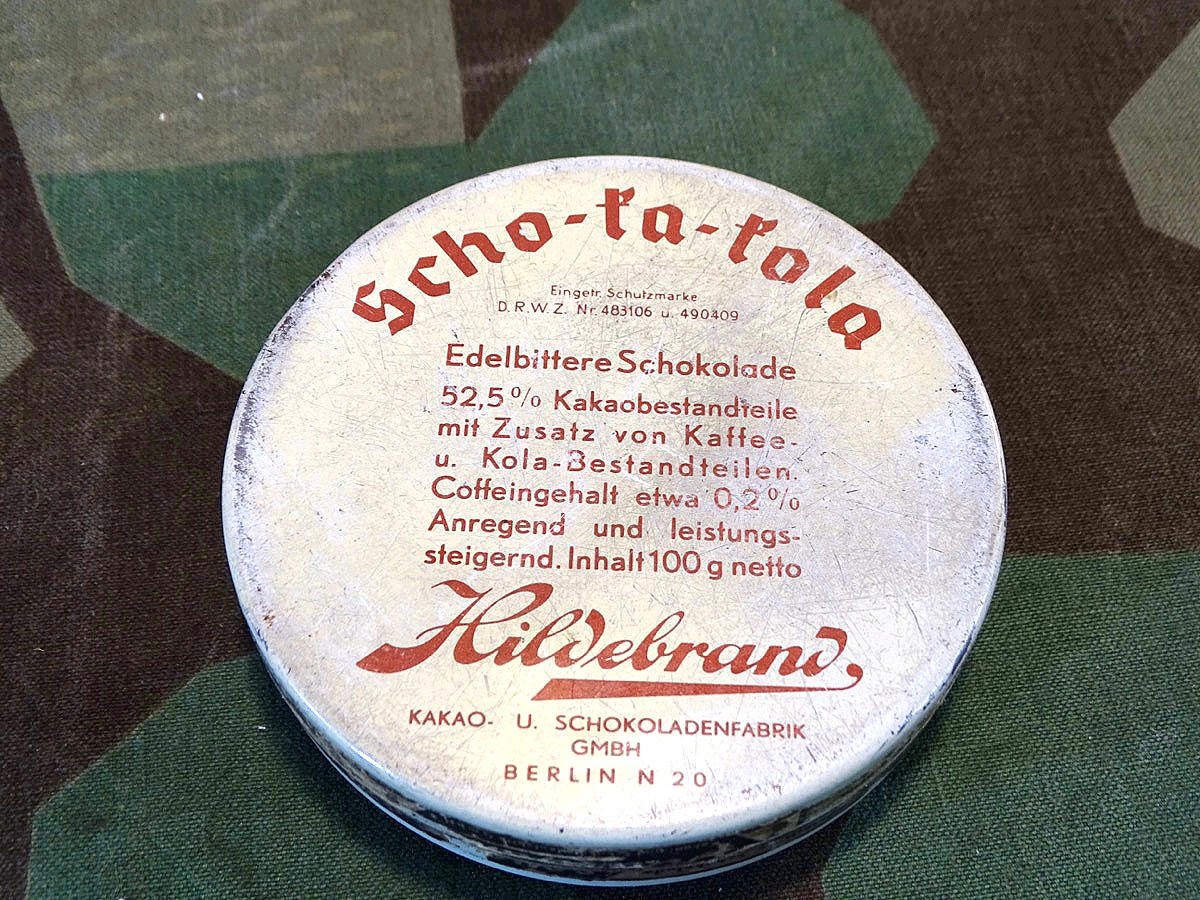 Scho-ka-kola
Eingetr. Schutzmarke
D.R.W.Z. Nr. 483106 u. 490409
Edelbittere Schokolade
52,5% Kakaobestandteile
mit Zusatz von Kaffee-
u. Kola-Bestandteilen.
Coffeingehalt etwa 0,2%
Anregend und leistungs-
steigernd. Inhalt 100 g netto
Hildebrand,
KAKAO- U. SCHOKOLADENFABRIK
GMBH
BERLIN N 20